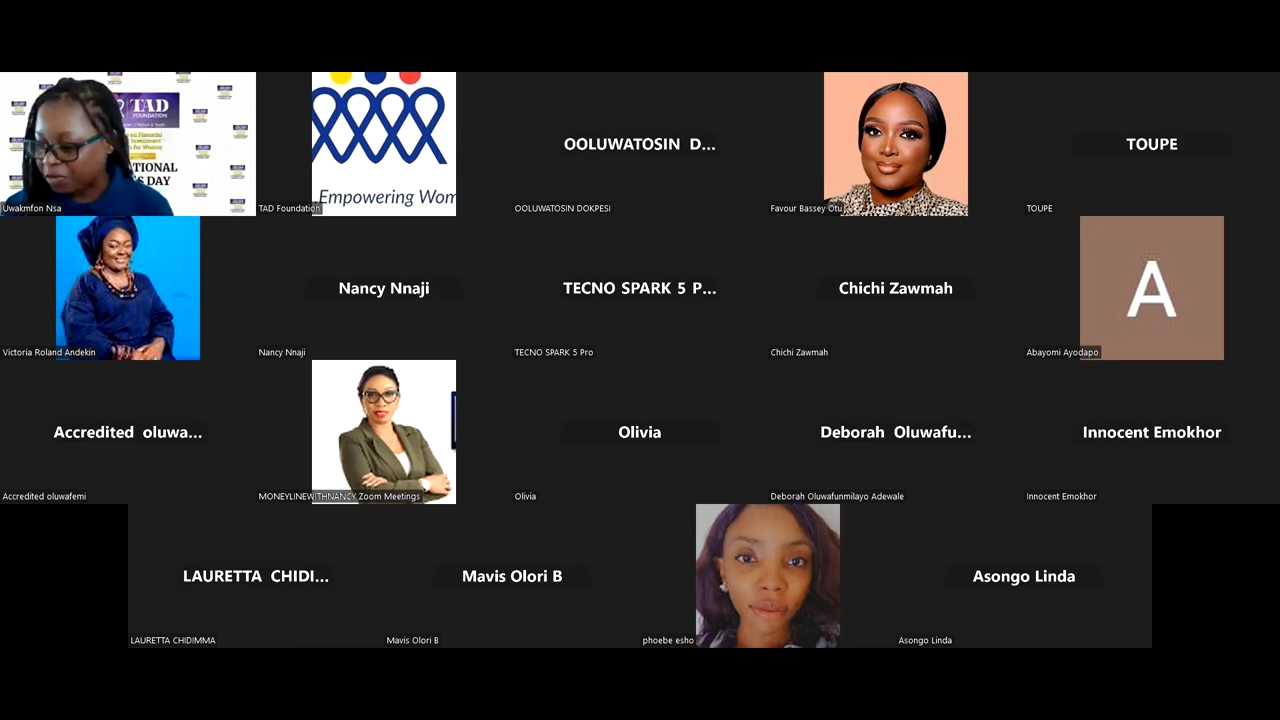 TAD
FOUNDATION
DAY
Uwakmfon Nsa
Empowering Wom
TAD Foundation
OOLUWATOSIN D...
OOLUWATOSIN DOKPESI
Favour Bassey Otu
TOUPE
TOUPE
Victoria Roland Andekin
Nancy Nnaji
Nancy Nnaji
TECNO SPARK 5 P...
TECNO SPARK 5 Pro
Chichi Zawmah
Chichi Zawmah
A
Abayomi Ayodapo
Accredited oluwa...
Accredited oluwafemi
MONEYLINEWITHNANCY Zoom Meetings
Olivia
Olivia
Deborah Oluwafu...
Deborah Oluwafunmilayo Adewale
Innocent Emokhor
Innocent Emokhor
LAURETTA CHIDI...
LAURETTA CHIDIMMA
Mavis Olori B
Mavis Olori B
phoebe esho
Asongo Linda
Asongo Linda